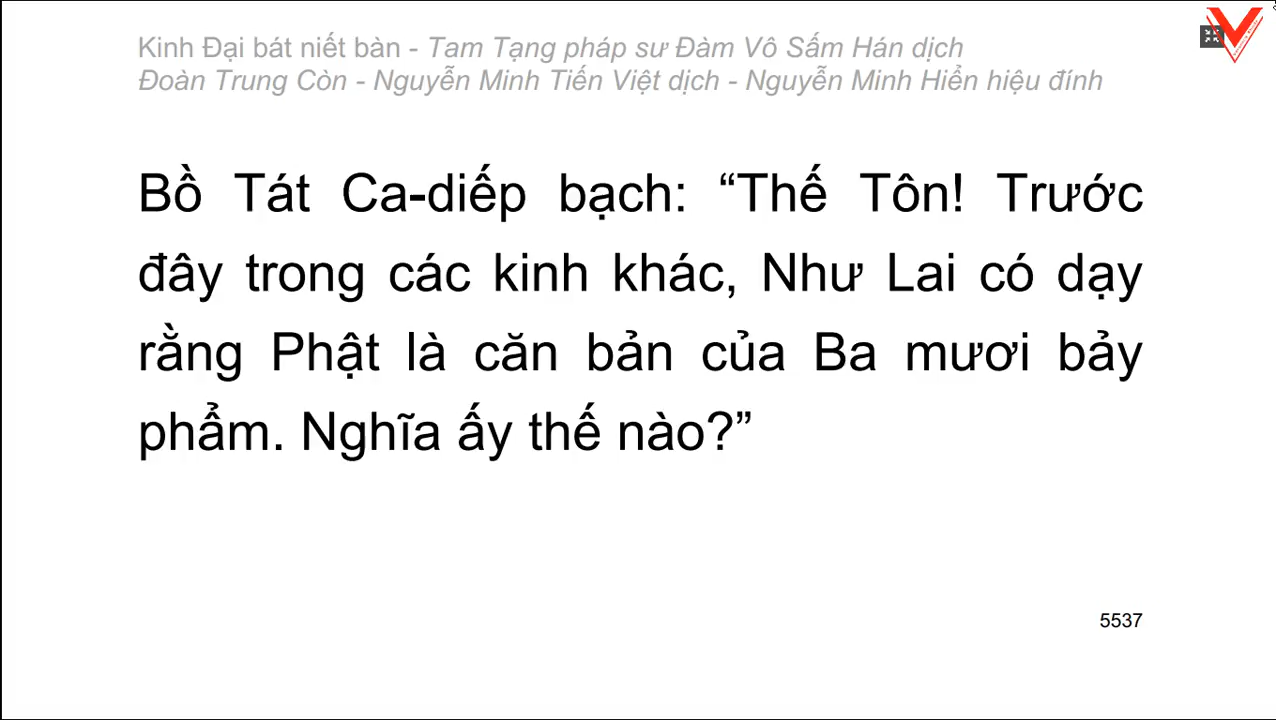 Kinh Đại bát niết bàn - Tam Tạng pháp sư Đàm Vô Sấm Hán dịch
Đoàn Trung Còn - Nguyễn Minh Tiến Việt dịch - Nguyễn Minh Hiển hiệu đính
Bồ Tát Ca-diếp bạch: “Thế Tôn! Trước
đây trong các kinh khác, Như Lai có dạy
rằng Phật là căn bản của Ba mươi bảy
phẩm. Nghĩa ấy thế nào?”
5537